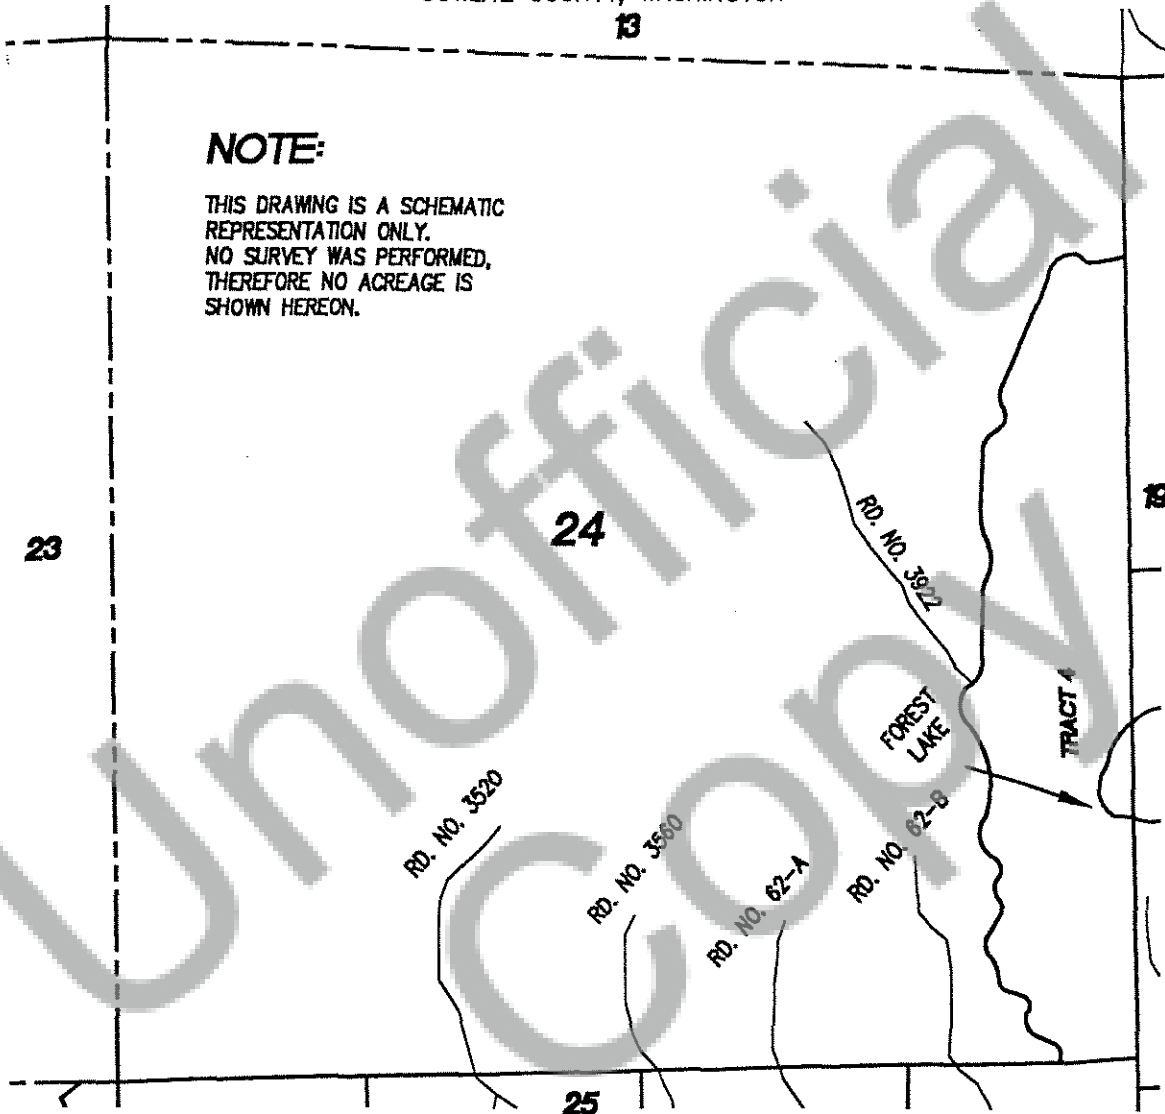 13
NOTE:
THIS DRAWING IS A SCHEMATIC
REPRESENTATION ONLY.
NO SURVEY WAS PERFORMED,
THEREFORE NO ACREAGE IS
SHOWN HEREON.
23
24
19
RD. NO. 3922
FOREST
LAKE
TRACT 4
RD. NO. 3520
RD. NO. 3560
RD. NO. 62-A
RD. NO. 62-B
25
Unofficial
Copy